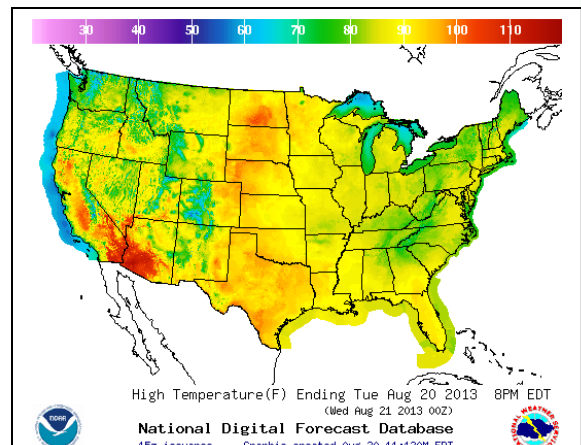 30 40 50 60 70 80 90 100 110
High Temperature(F) Ending Tue Aug 20 2013 8PM EDT
(Wed Aug 21 2013 00Z)
National Digital Forecast Database